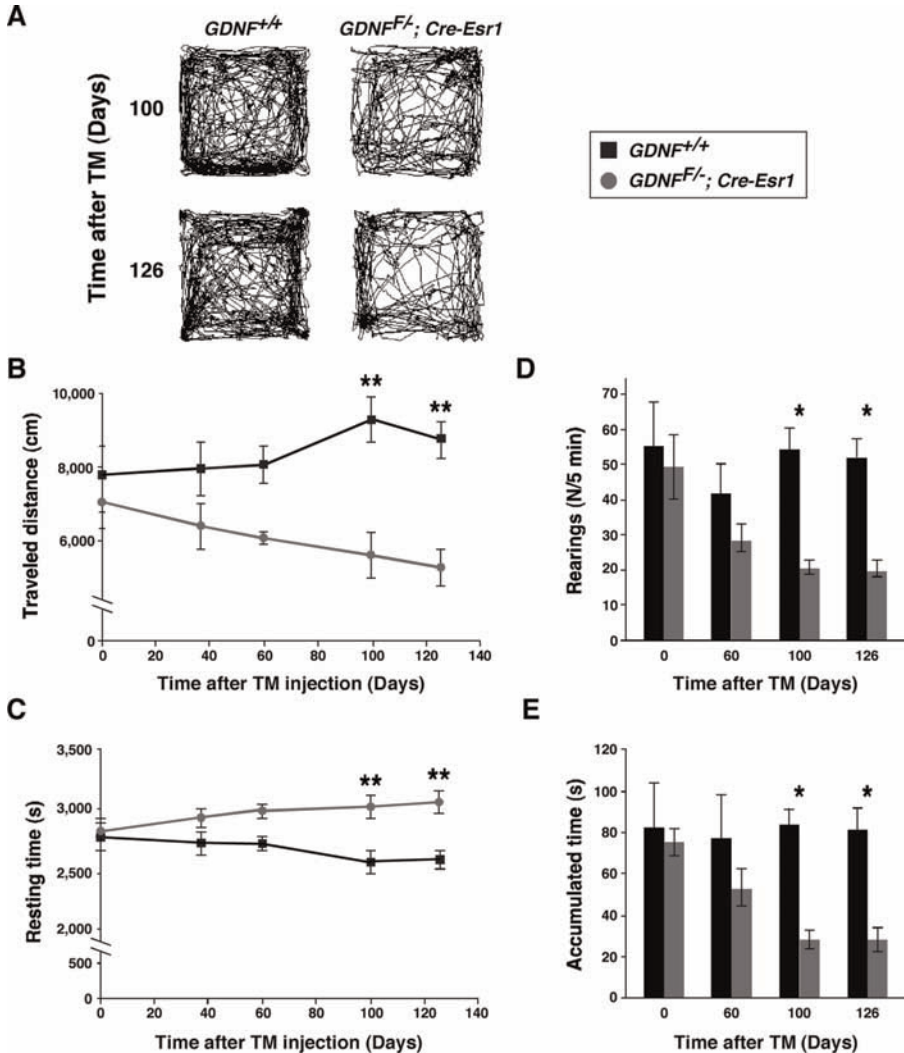 A
GDNF+/+
GDNFF/-; Cre-Esr1
Time after TM (Days)
100
126
GDNF+/+
GDNFF/-; Cre-Esr1
B
Traveled distance (cm)
10,000
8,000
6,000
0
**
**
0 20 40 60 80 100 120 140
Time after TM injection (Days)
D
Rearings (N/5 min)
70
60
50
40
30
20
10
0
*
*
0 60 100 126
Time after TM (Days)
C
Resting time (s)
3,500
3,000
2,500
2,000
500
0
**
**
0 20 40 60 80 100 120 140
Time after TM injection (Days)
E
Accumulated time (s)
120
100
80
60
40
20
0
*
*
0 60 100 126
Time after TM (Days)